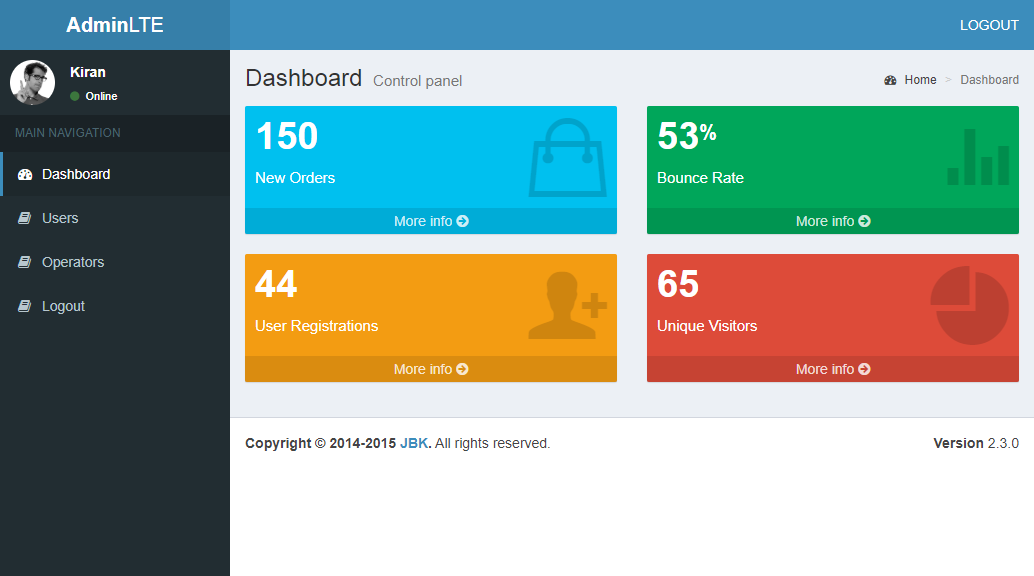 AdminLTE
LOGOUT
Kiran
Online
MAIN NAVIGATION
Dashboard
Users
Operators
Logout
Dashboard Control panel
Home > Dashboard
150
New Orders
More info
53%
Bounce Rate
More info
44
User Registrations
More info
65
Unique Visitors
More info
Copyright © 2014-2015 JBK. All rights reserved.
Version 2.3.0